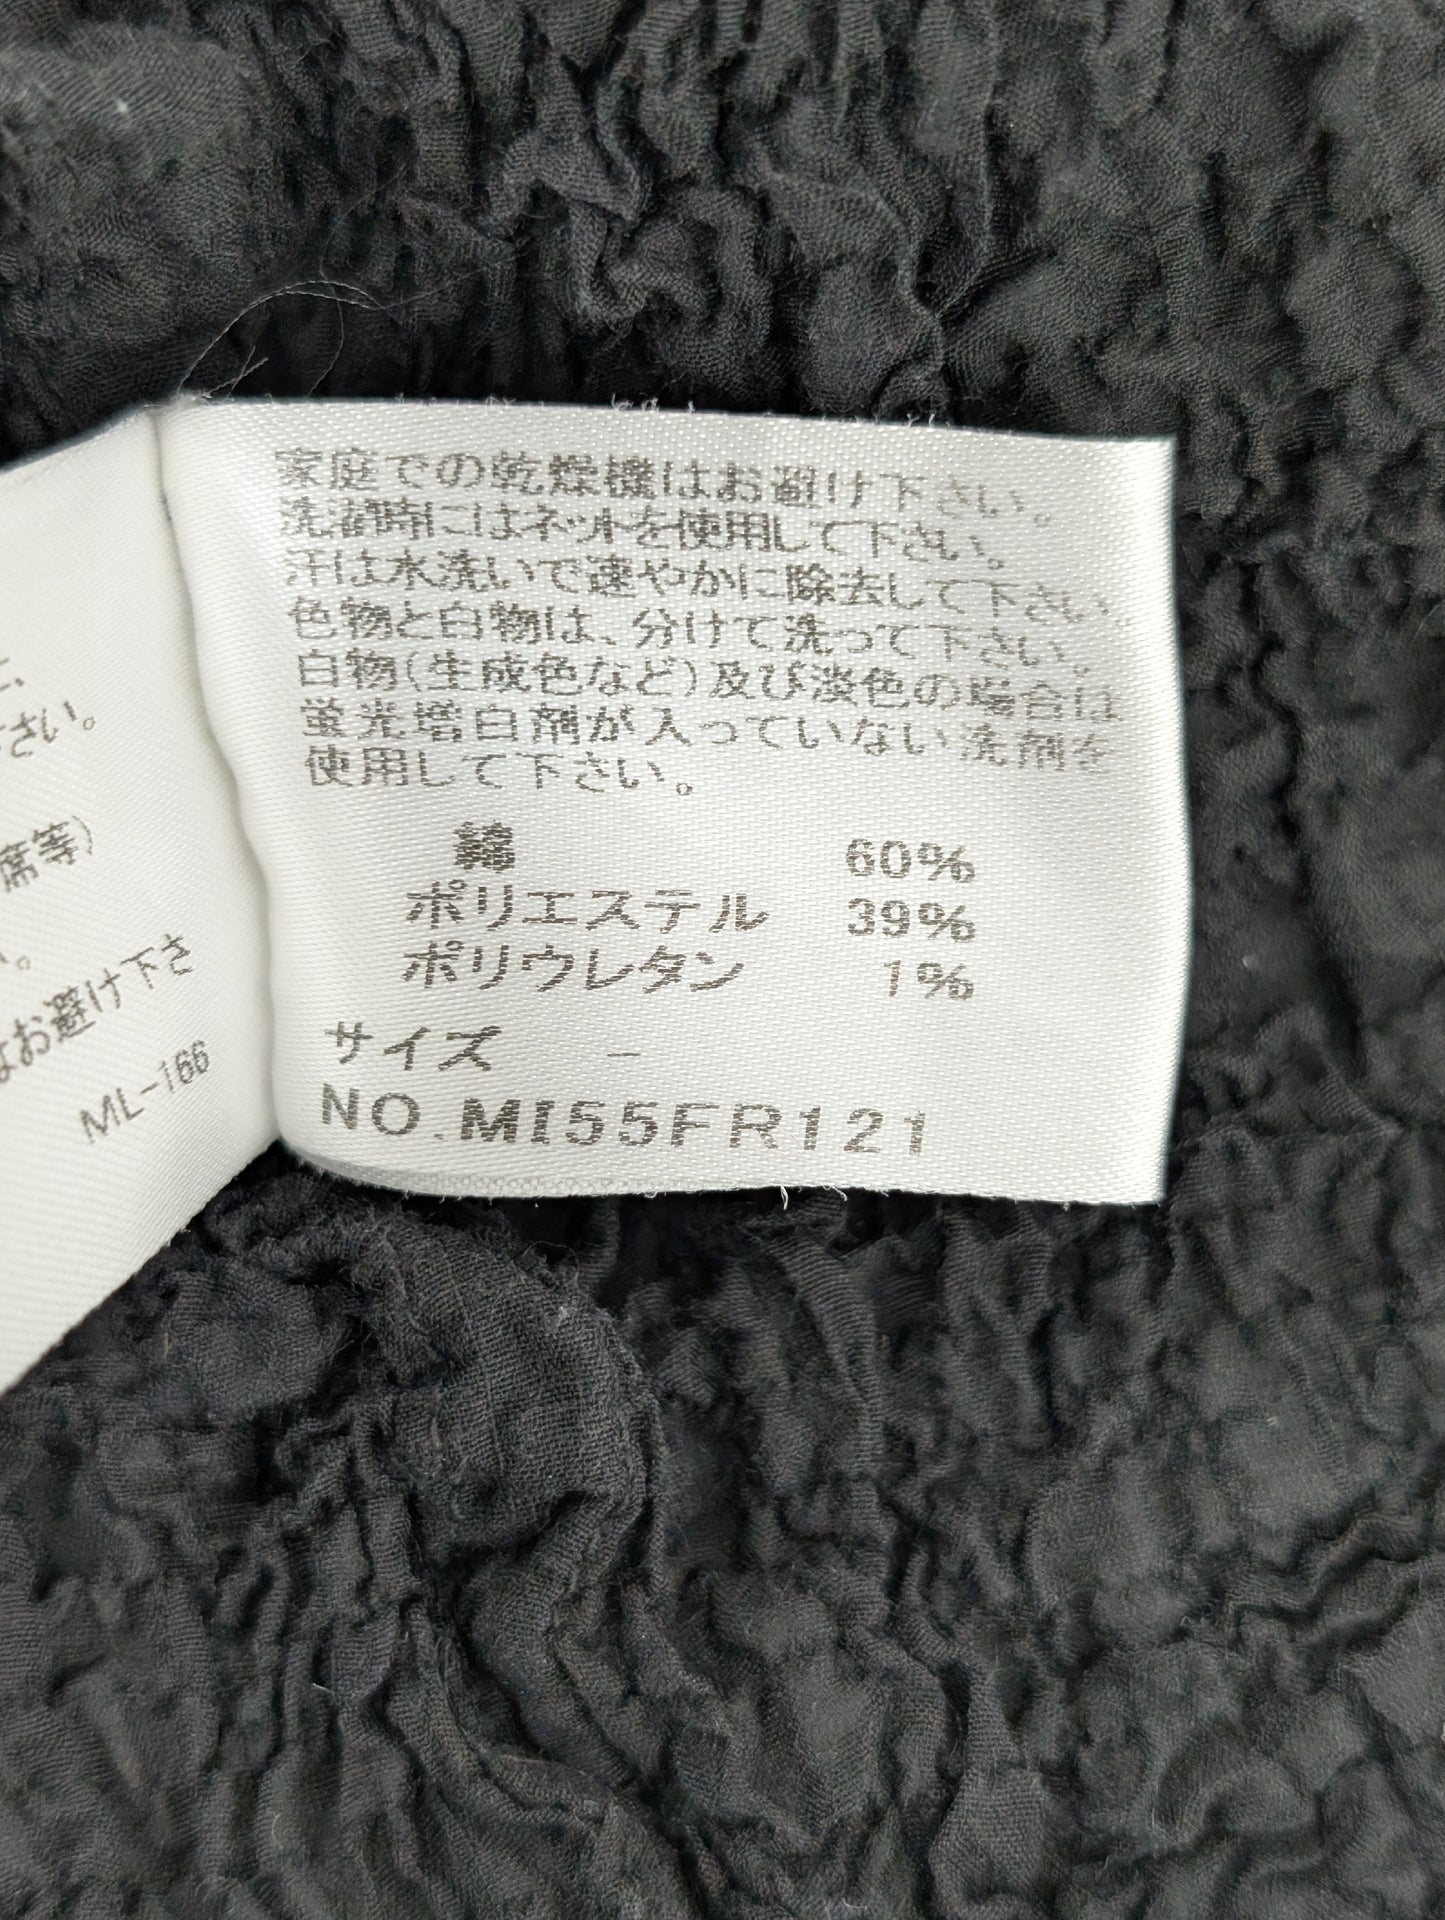 家庭での乾燥機はお避け下さい。
洗濯時にはネットを使用して下さい。
汗は水洗いで速やかに除去して下さい。
色物と白物は、分けて洗って下さい。
白物(生成色など)及び淡色の場合は
蛍光増白剤が入っていない洗剤を
使用して下さい。
綿 60%
ポリエステル 39%
ポリウレタン 1%
サイズ -
NO.MI55FR121
さい。
席等)
。
はお避け下さ
ML-166